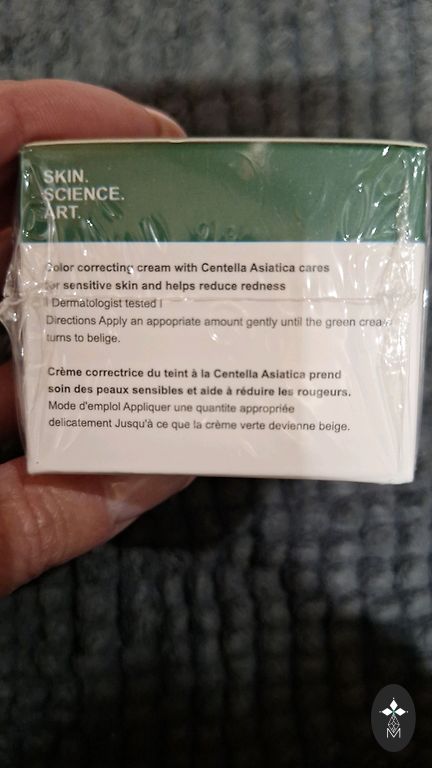 SKIN.
SCIENCE.
ART.
Color correcting cream with Centella Asiatica cares
for sensitive skin and helps reduce redness
I Dermatologist tested I
Directions Apply an appopriate amount gently until the green cream
turns to belige.
Crème correctrice du teint à la Centella Asiatica prend
soin des peaux sensibles et aide à réduire les rougeurs.
Mode d'emplol Appliquer une quantite appropriée
delicatement Jusqu'à ce que la crème verte devienne beige.
M